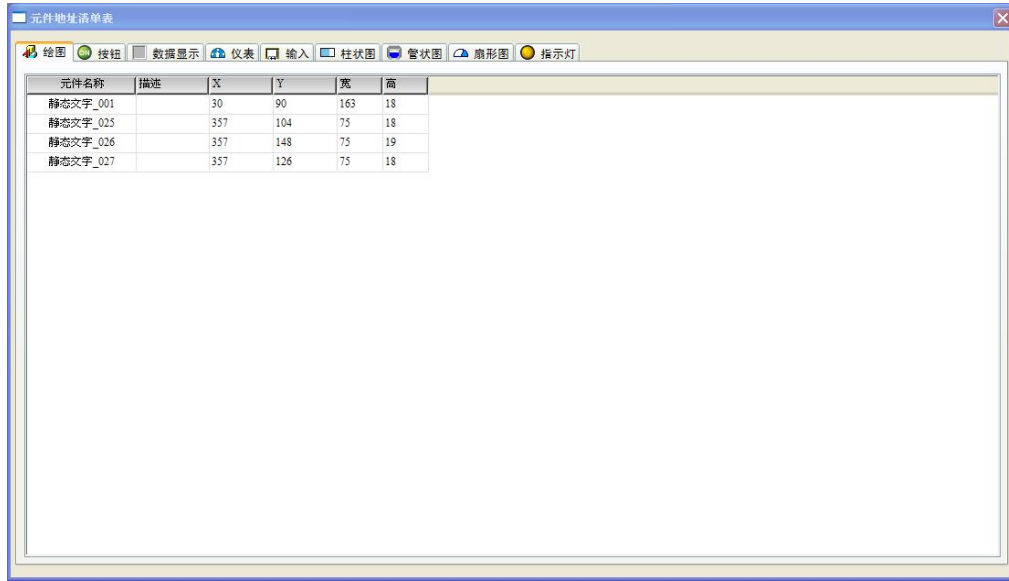 元件地址清单表
绘图 按钮 数据显示 仪表 输入 柱状图 管状图 扇形图 指示灯
元件名称 描述 X Y 宽 高
静态文字_001 30 90 163 18
静态文字_025 357 104 75 18
静态文字_026 357 148 75 19
静态文字_027 357 126 75 18